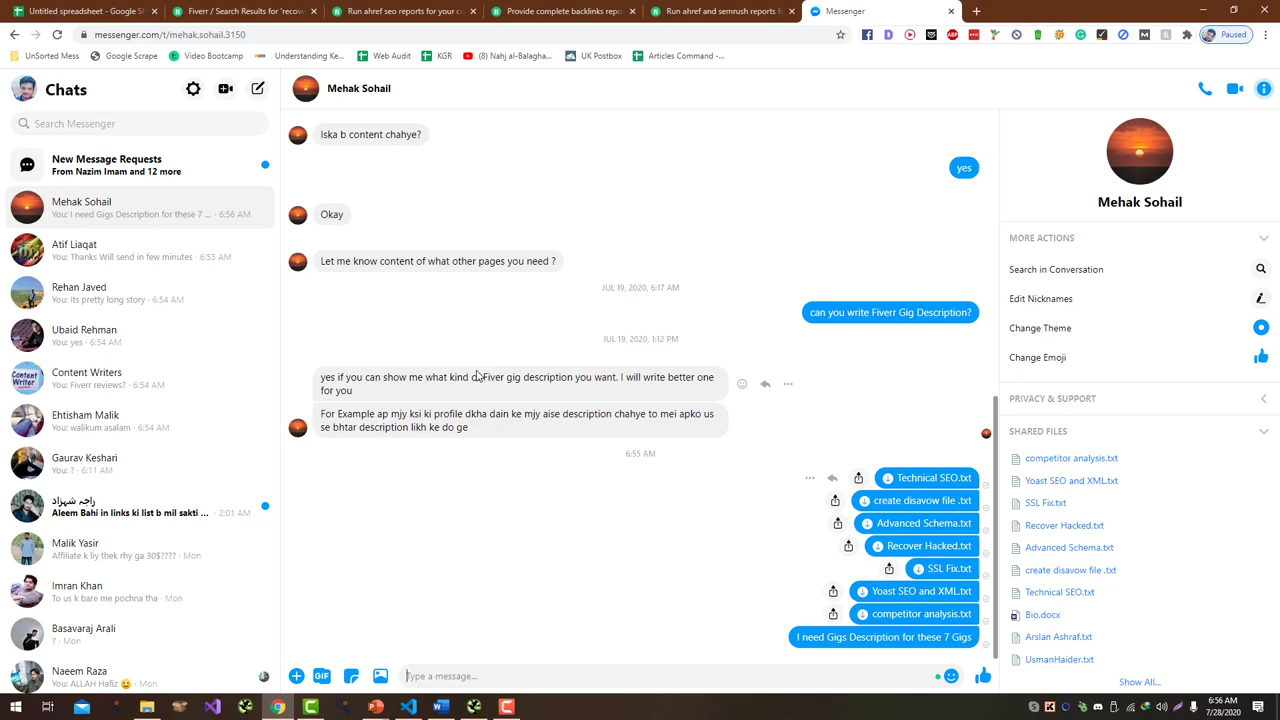 Untitled spreadsheet - Google S
Fiverr / Search Results for 'recove
Run ahref seo reports for your c
Provide complete backlinks repo
Run ahref and semrush reports f
Messenger
messenger.com/t/mehak.sohail.3150
Paused
UnSorted Mess
Google Scrape
Video Bootcamp
Understanding Ke...
Web Audit
KGR
(8) Nahj al-Balagha...
UK Postbox
Articles Command -...
Chats
Search Messenger
New Message Requests
From Nazim Imam and 12 more
Mehak Sohail
You: I need Gigs Description for these 7 ... · 6:56 AM
Atif Liaqat
You: Thanks Will send in few minutes · 6:55 AM
Rehan Javed
You: Its pretty long story · 6:54 AM
Ubaid Rehman
You: yes · 6:54 AM
Content Writers
Content
Writer
You: Fiverr reviews? · 6:54 AM
Ehtisham Malik
You: walikum asalam · 6:54 AM
Gaurav Keshari
You: ? · 6:11 AM
راجہ شہزاد
Aleem Bahi in links ki list b mil sakti ... · 2:01 AM
Malik Yasir
Affiliate k liy thek rhy ga 30$???? · Mon
Imran Khan
To us k bare me pochna tha · Mon
Basavaraj Arali
? · Mon
Naeem Raza
You: ALLAH Hafiz 😀 · Mon
Mehak Sohail
Iska b content chahye?
yes
Okay
Let me know content of what other pages you need ?
JUL 19, 2020, 6:17 AM
can you write Fiverr Gig Description?
JUL 19, 2020, 1:12 PM
yes if you can show me what kind of Fiver gig description you want. I will write better one
for you
For Example ap mjy ksi ki profile dkha dain ke mjy aise description chahye to mei apko us
se bhtar description likh ke do ge
6:55 AM
Technical SEO.txt
create disavow file .txt
Advanced Schema.txt
Recover Hacked.txt
SSL Fix.txt
Yoast SEO and XML.txt
competitor analysis.txt
I need Gigs Description for these 7 Gigs
GIF
Type a message...
Mehak Sohail
MORE ACTIONS
Search in Conversation
Edit Nicknames
Change Theme
Change Emoji
PRIVACY & SUPPORT
SHARED FILES
competitor analysis.txt
Yoast SEO and XML.txt
SSL Fix.txt
Recover Hacked.txt
Advanced Schema.txt
create disavow file .txt
Technical SEO.txt
Bio.docx
Arslan Ashraf.txt
UsmanHaider.txt
Show All...
6:56 AM
7/28/2020